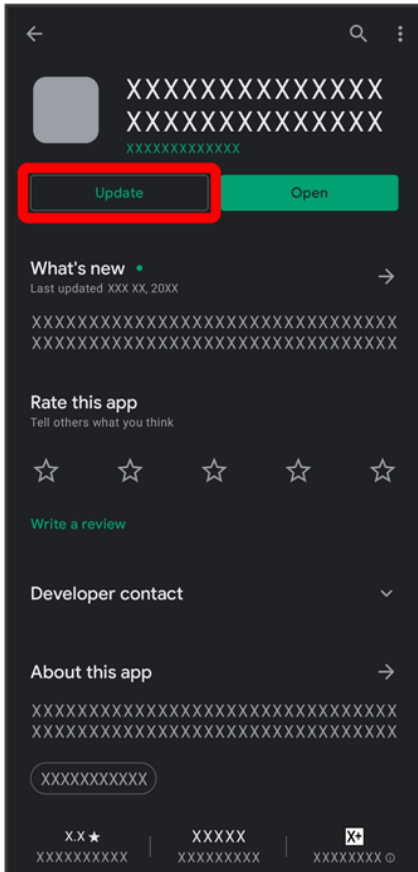 XXXXXXXXXXXXXX
XXXXXXXXXXXXXX
XXXXXXXXXXXXX
Update
Open
What's new •
Last updated XXX XX, 20XX
XXXXXXXXXXXXXXXXXXXXXXXXXXXXXXXX
XXXXXXXXXXXXXXXXXXXXXXXXXXXXXXXX
Rate this app
Tell others what you think
Write a review
Developer contact
About this app
XXXXXXXXXXXXXXXXXXXXXXXXXXXXXXXX
XXXXXXXXXXXXXXXXXXXXXXXXXXXXXXXX
XXXXXXXXXXX
X.X★ XXXXX X+
XXXXXXXXXX XXXXXXXXX XXXXXXXX